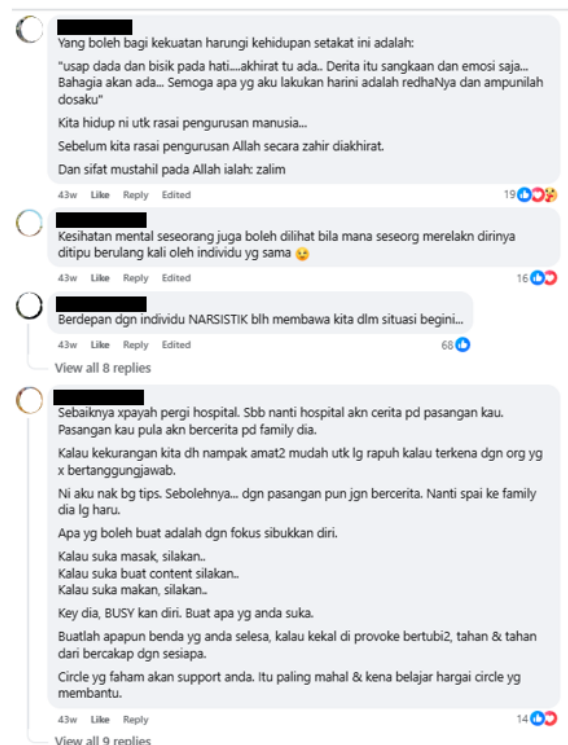 Yang boleh bagi kekuatan harungi kehidupan setakat ini adalah:
"usap dada dan bisik pada hati....akhirat tu ada.. Derita itu sangkaan dan emosi saja...
Bahagia akan ada... Semoga apa yg aku lakukan harini adalah redhaNya dan ampunilah
dosaku"
Kita hidup ni utk rasai pengurusan manusia...
Sebelum kita rasai pengurusan Allah secara zahir diakhirat.
Dan sifat mustahil pada Allah ialah: zalim
43w Like Reply Edited 19
Kesihatan mental seseorang juga boleh dilihat bila mana seseorg merelakn dirinya
ditipu berulang kali oleh individu yg sama 😢
43w Like Reply Edited 16
Berdepan dgn individu NARSISTIK blh membawa kita dlm situasi begini...
43w Like Reply Edited 68
View all 8 replies
Sebaiknya xpayah pergi hospital. Sbb nanti hospital akn cerita pd pasangan kau.
Pasangan kau pula akn bercerita pd family dia.
Kalau kekurangan kita dh nampak amat2 mudah utk lg rapuh kalau terkena dgn org yg
x bertanggungjawab.
Ni aku nak bg tips. Sebolehnya... dgn pasangan pun jgn bercerita. Nanti spai ke family
dia lg haru.
Apa yg boleh buat adalah dgn fokus sibukkan diri.
Kalau suka masak, silakan..
Kalau suka buat content silakan..
Kalau suka makan, silakan..
Key dia, BUSY kan diri. Buat apa yg anda suka.
Buatlah apapun benda yg anda selesa, kalau kekal di provoke bertubi2, tahan & tahan
dari bercakap dgn sesiapa.
Circle yg faham akan support anda. Itu paling mahal & kena belajar hargai circle yg
membantu.
43w Like Reply 14
View all 9 replies